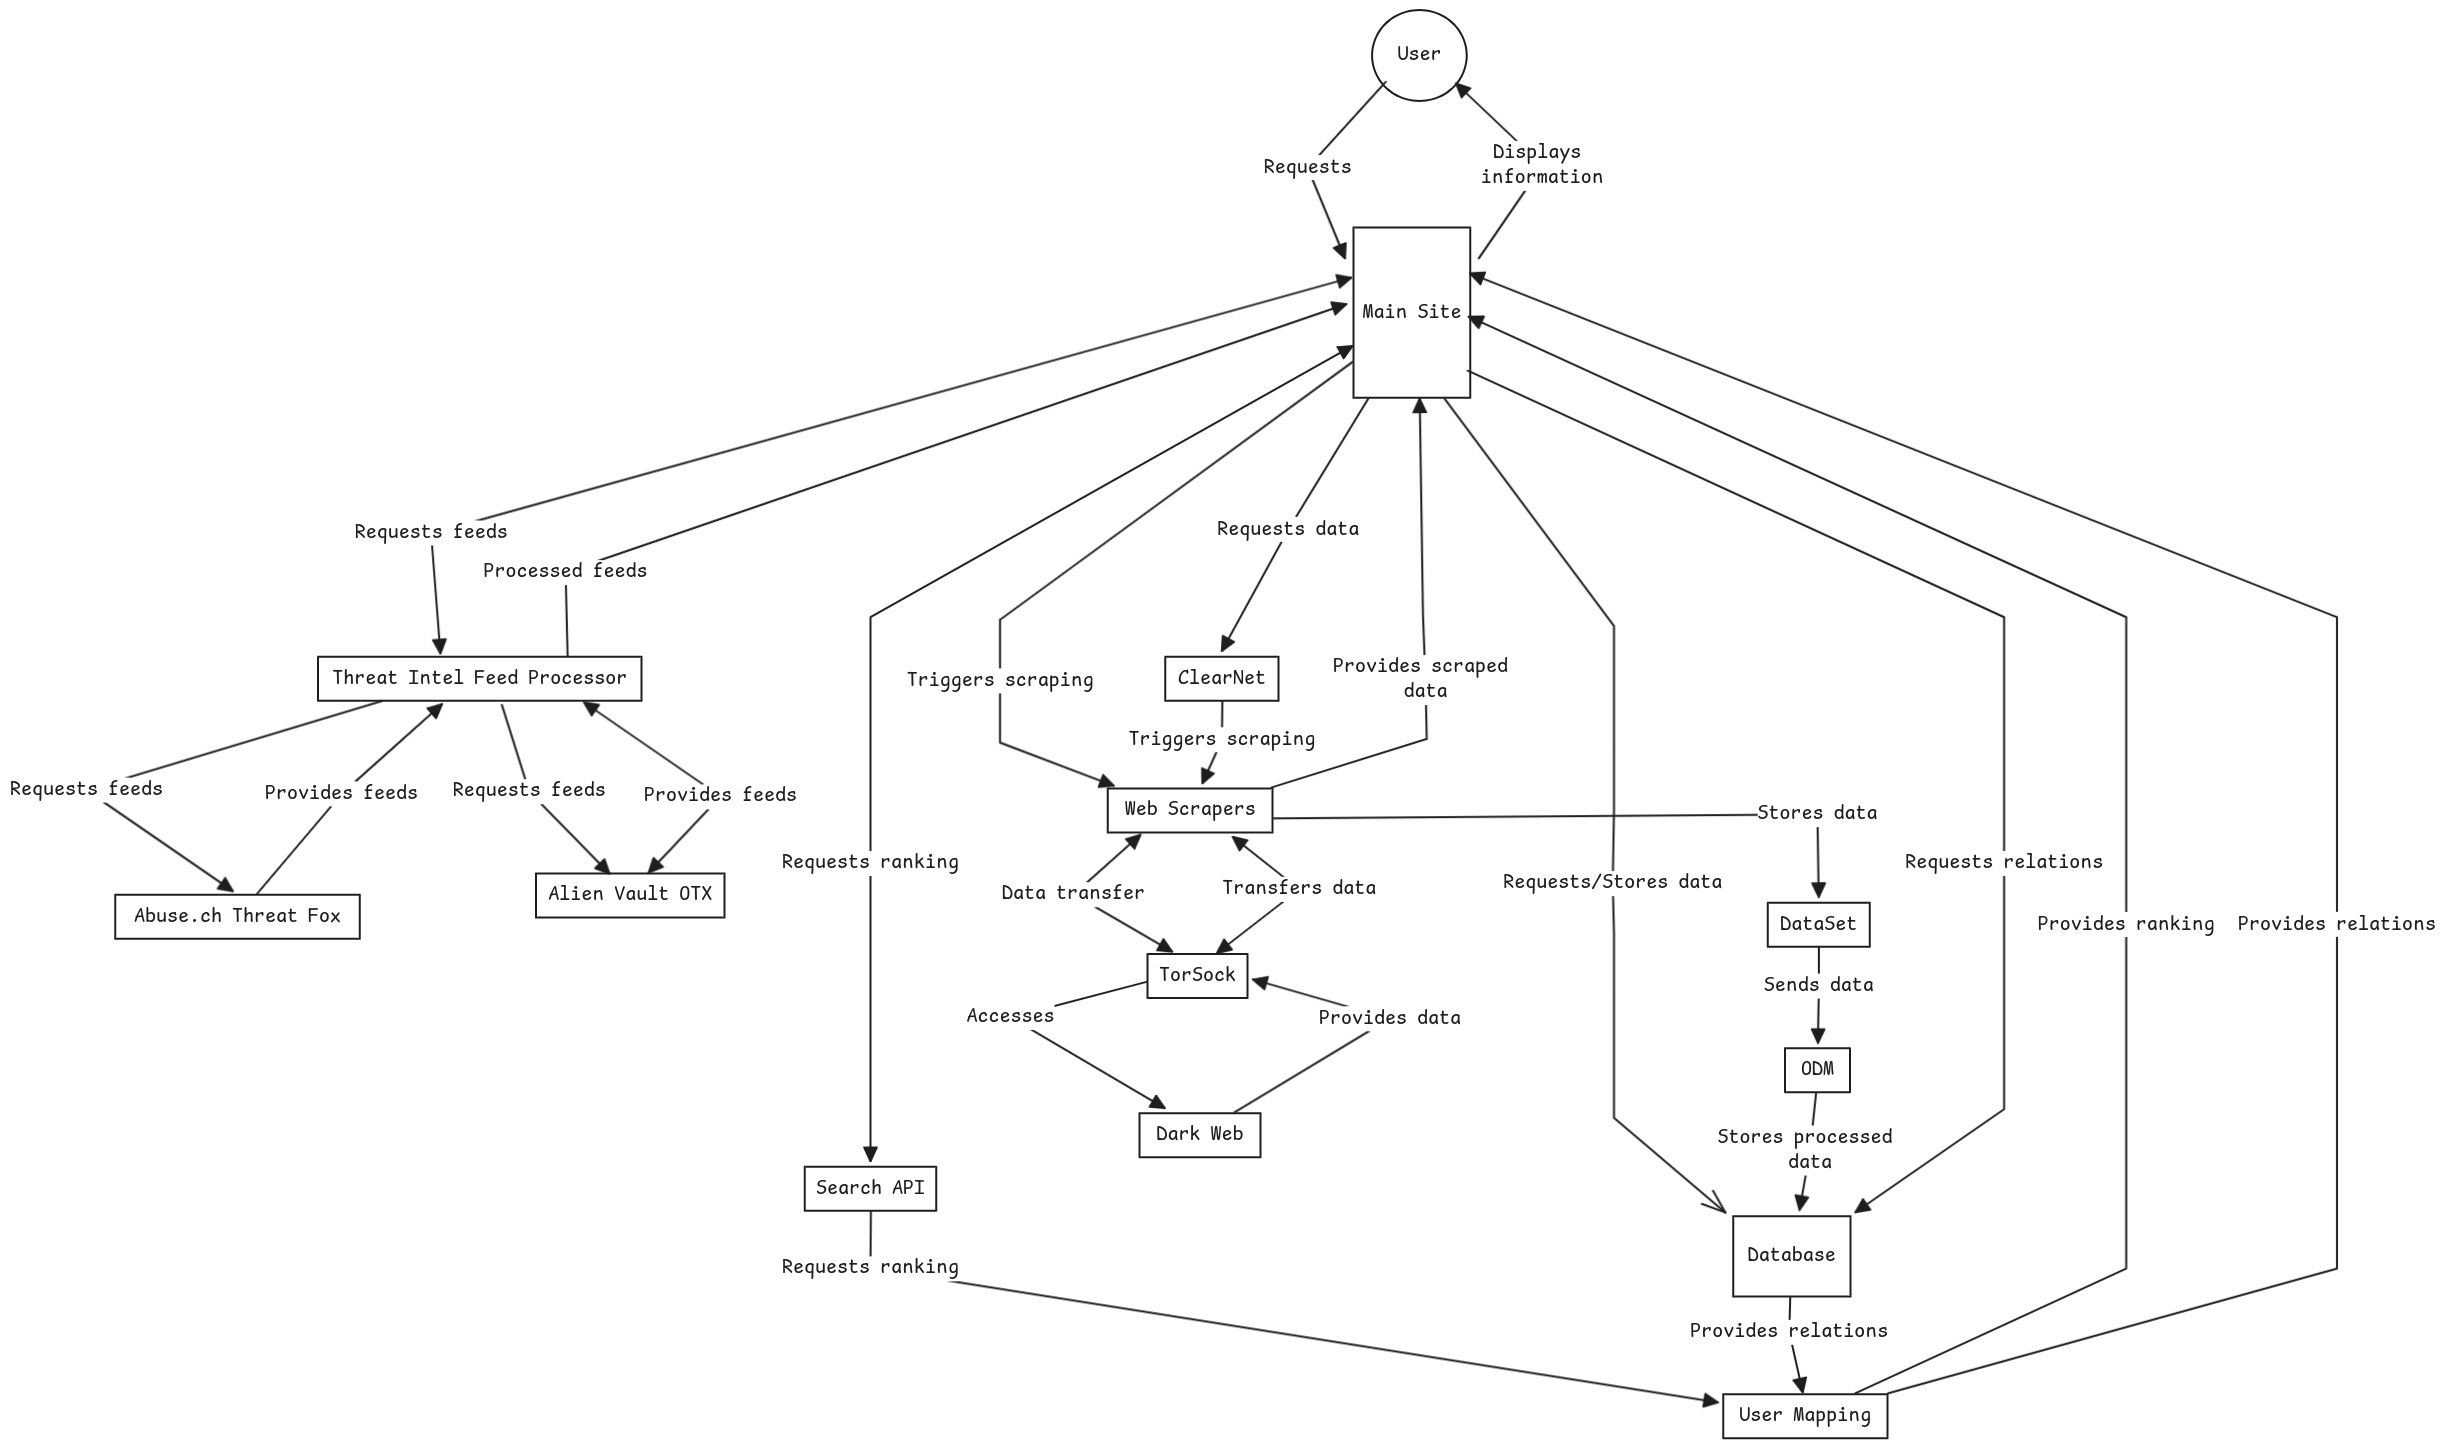 User
Requests
Displays
information
Main Site
Requests feeds
Processed feeds
Requests data
Threat Intel Feed Processor
Triggers scraping
ClearNet
Provides scraped
data
Triggers scraping
Requests feeds
Provides feeds
Requests feeds
Provides feeds
Web Scrapers
Stores data
Abuse.ch Threat Fox
Alien Vault OTX
Requests ranking
Data transfer
Transfers data
Requests/Stores data
Requests relations
DataSet
Provides ranking
Provides relations
TorSock
Sends data
Accesses
Provides data
ODM
Dark Web
Stores processed
data
Search API
Database
Requests ranking
Provides relations
User Mapping